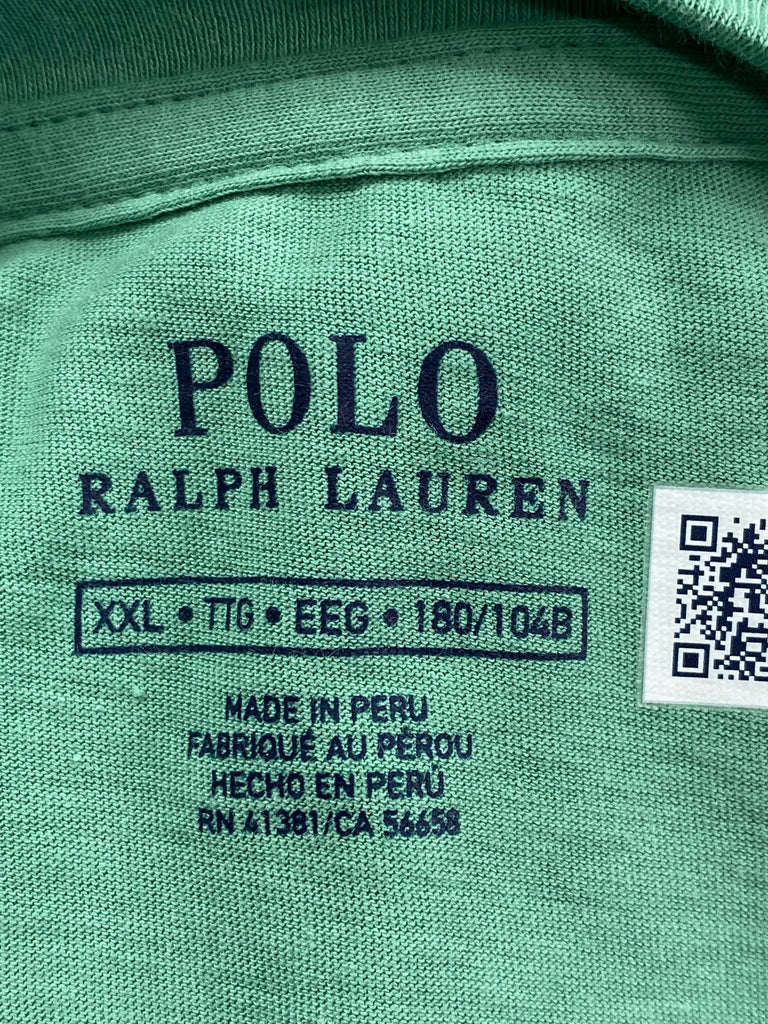 POLO
RALPH LAUREN
XXL • TTG • EEG • 180/104B
MADE IN PERU
FABRIQUÉ AU PÉROU
HECHO EN PERÚ
RN 41381/CA 56658